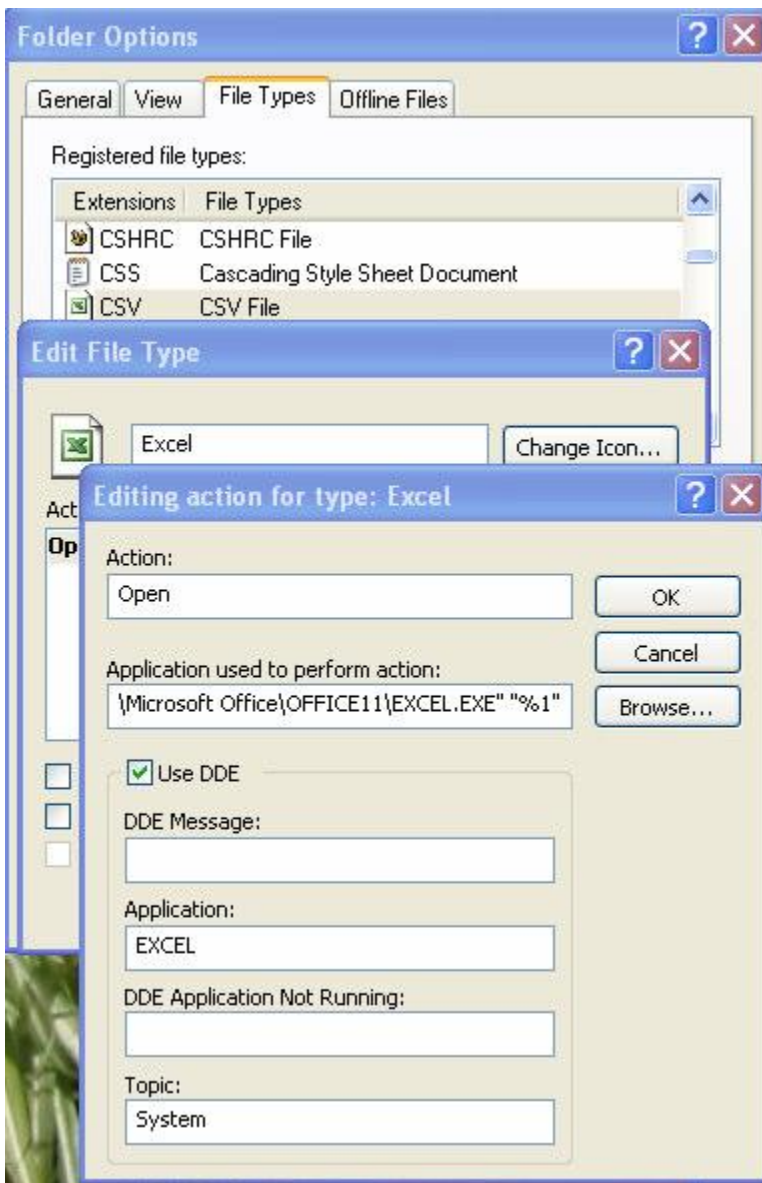 Folder Options
General View File Types Offline Files
Registered file types:
Extensions File Types
CSHRC CSHRC File
CSS Cascading Style Sheet Document
CSV CSV File
Edit File Type
Excel Change Icon...
Act
Op
Editing action for type: Excel
Action:
Open
OK
Cancel
Application used to perform action:
\Microsoft Office\OFFICE11\EXCEL.EXE" "%1"
Browse...
Use DDE
DDE Message:
Application:
EXCEL
DDE Application Not Running:
Topic:
System